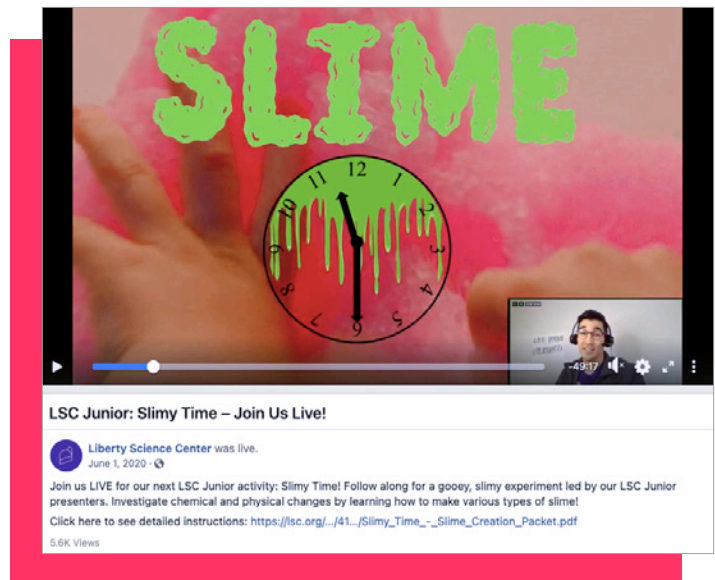 SLIME
11 12 1
10 2
9 3
8 4
7 6 5
-49:17
LSC Junior: Slimy Time – Join Us Live!
Liberty Science Center was live.
June 1, 2020 ·
Join us LIVE for our next LSC Junior activity: Slimy Time! Follow along for a gooey, slimy experiment led by our LSC Junior
presenters. Investigate chemical and physical changes by learning how to make various types of slime!
Click here to see detailed instructions: https://lsc.org/.../41.../Slimy_Time_-_Slime_Creation_Packet.pdf
5.6K Views